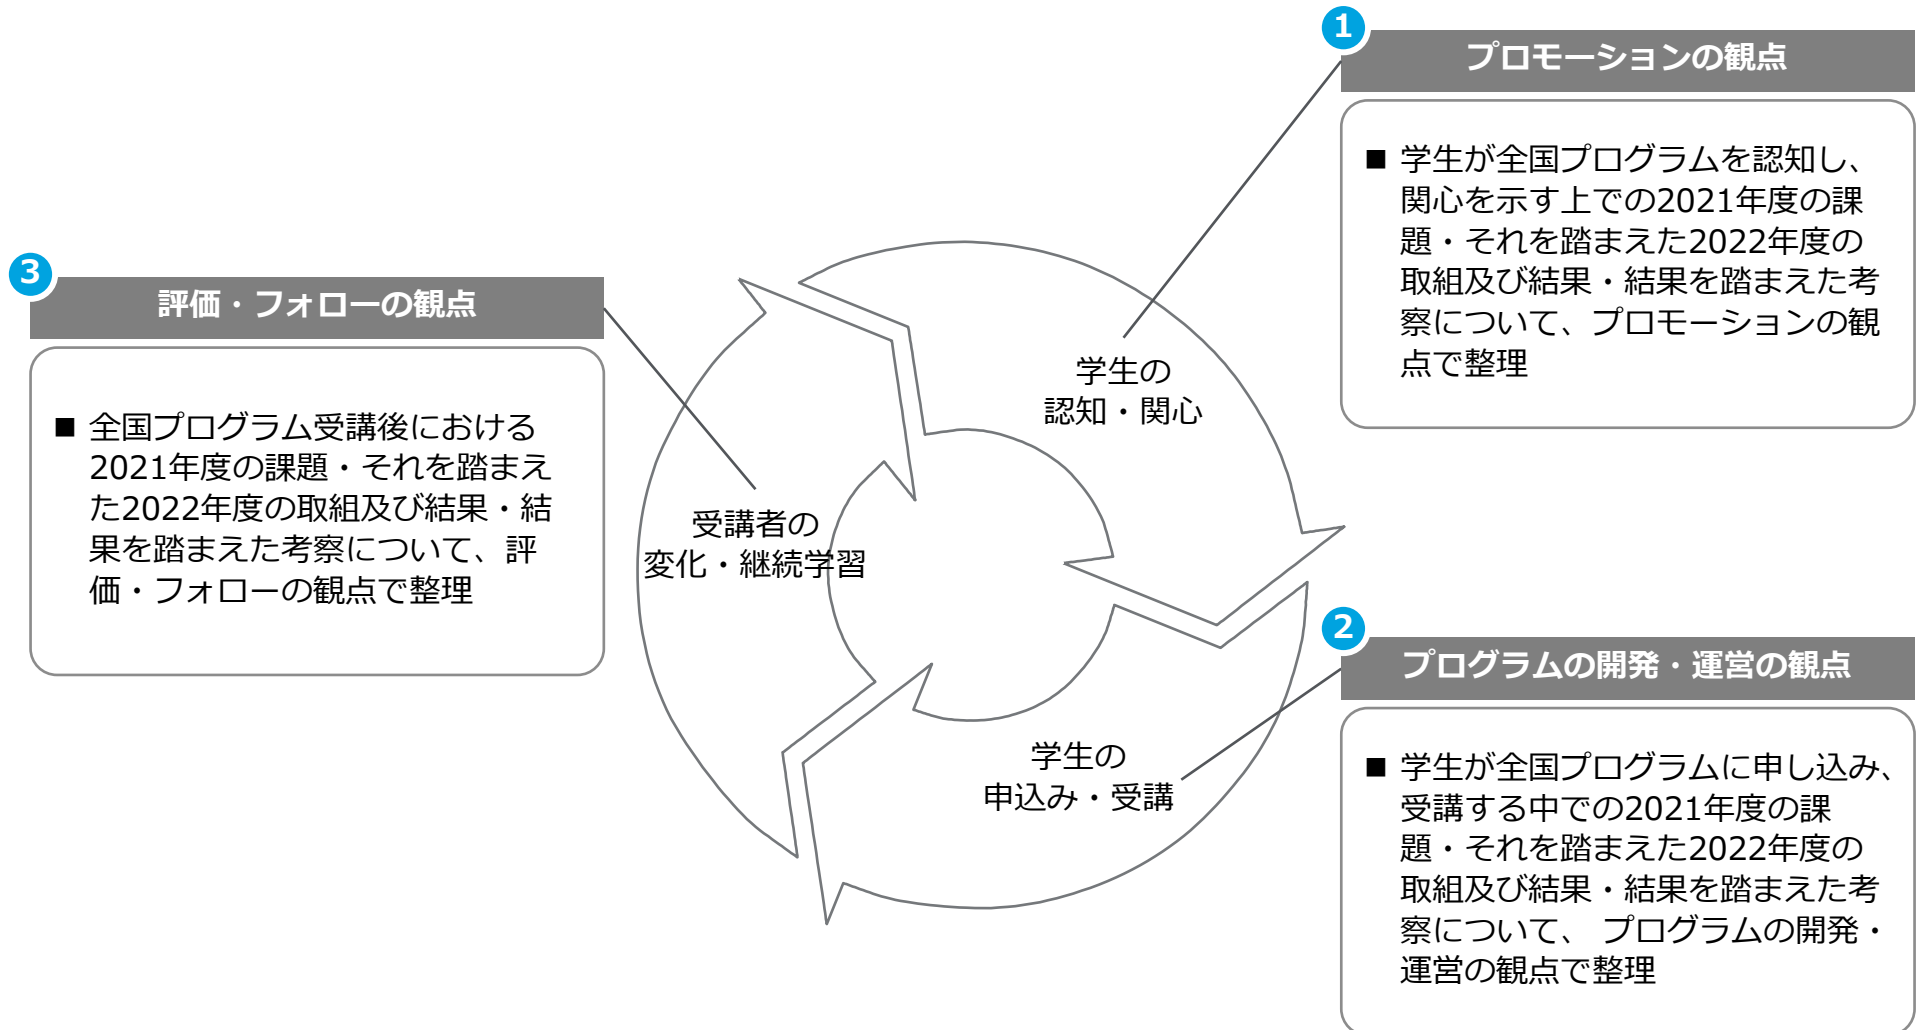 1
プロモーションの観点
■ 学生が全国プログラムを認知し、
関心を示す上での2021年度の課
題・それを踏まえた2022年度の
取組及び結果・結果を踏まえた考
察について、プロモーションの観
点で整理
学生の
認知・関心
2
プログラムの開発・運営の観点
■ 学生が全国プログラムに申し込み、
受講する中での2021年度の課
題・それを踏まえた2022年度の
取組及び結果・結果を踏まえた考
察について、 プログラムの開発・
運営の観点で整理
学生の
申込み・受講
3
評価・フォローの観点
■ 全国プログラム受講後における
2021年度の課題・それを踏まえ
た2022年度の取組及び結果・結
果を踏まえた考察について、評
価・フォローの観点で整理
受講者の
変化・継続学習